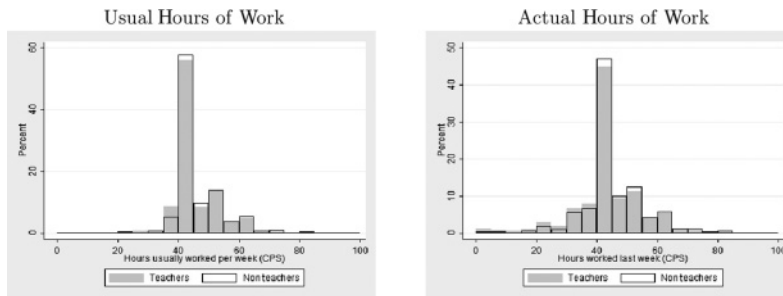 Usual Hours of Work
Percent
60
40
20
0
0 20 40 60 80 100
Hours usually worked per week (CPS)
Teachers Non teachers
Actual Hours of Work
Percent
50
40
30
20
10
0
0 20 40 60 80 100
Hours worked last week (CPS)
Teachers Non teachers